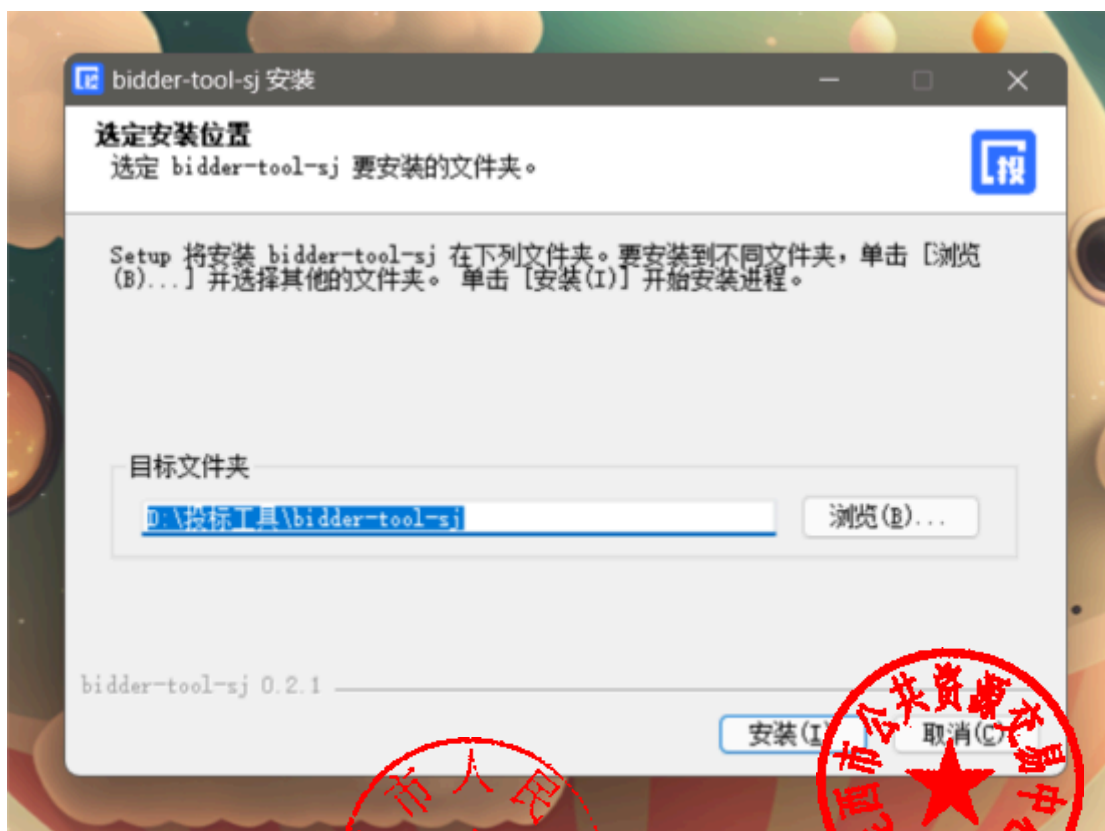 bidder-tool-sj 安装
选定安装位置
选定 bidder-tool-sj 要安装的文件夹。
投
Setup 将安装 bidder-tool-sj 在下列文件夹。要安装到不同文件夹，单击 [浏览
(B)...] 并选择其他的文件夹。 单击 [安装(I)] 开始安装进程。
目标文件夹
D:\投标工具\bidder-tool-sj
浏览(B)...
bidder-tool-sj 0.2.1
安装(I)
取消(C)
市公共资源交易中
市人民